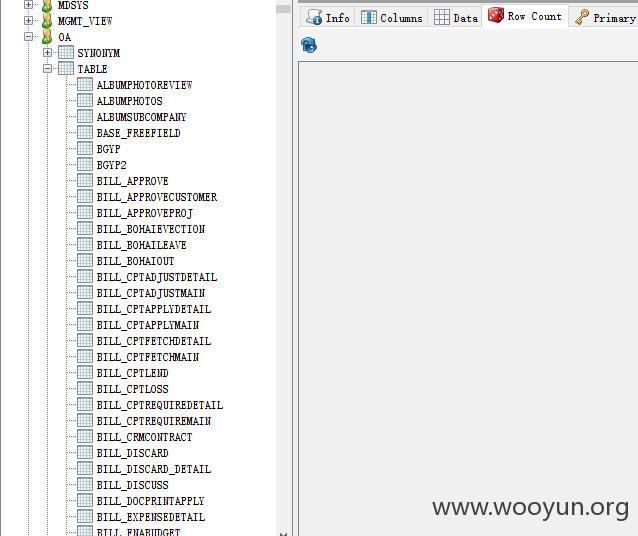 MDSYS
MGMT_VIEW
OA
SYNONYM
TABLE
ALBUMPHOTOREVIEW
ALBUMPHOTOS
ALBUMSUBCOMPANY
BASE_FREEFIELD
BGYP
BGYP2
BILL_APPROVE
BILL_APPROVECUSTOMER
BILL_APPROVEPROJ
BILL_BOHAIEVECTION
BILL_BOHAILEAVE
BILL_BOHAIOUT
BILL_CPTADJUSTDETAIL
BILL_CPTADJUSTMAIN
BILL_CPTAPPLYDETAIL
BILL_CPTAPPLYMAIN
BILL_CPTFETCHDETAIL
BILL_CPTFETCHMAIN
BILL_CPTLEND
BILL_CPTLOSS
BILL_CPTREQUIREDETAIL
BILL_CPTREQUIREMAIN
BILL_CRMCONTRACT
BILL_DISCARD
BILL_DISCARD_DETAIL
BILL_DISCUSS
BILL_DOCPRINTAPPLY
BILL_EXPENSEDETAIL
BILL_FNABUDGET
Info Columns Data Row Count Primary
www.wooyun.org